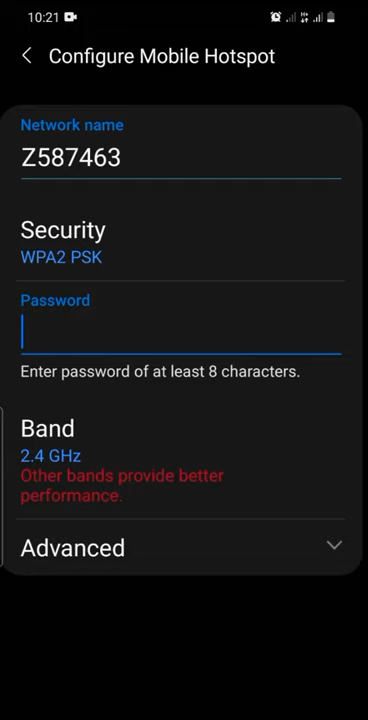 10:21
Configure Mobile Hotspot
Network name
Z587463
Security
WPA2 PSK
Password
Enter password of at least 8 characters.
Band
2.4 GHz
Other bands provide better
performance.
Advanced